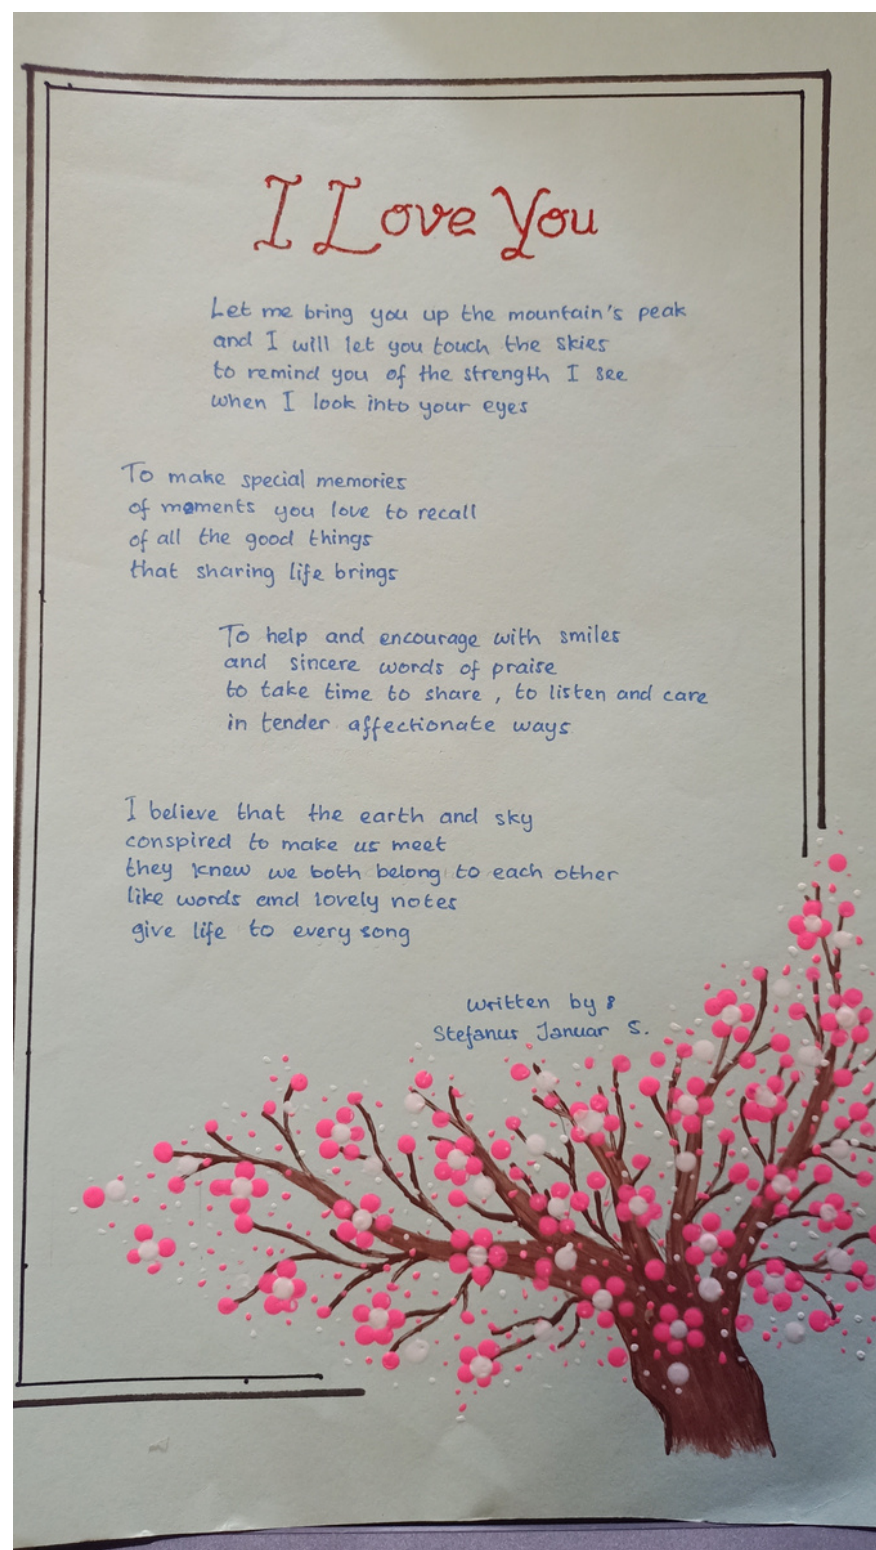 I Love You
Let me bring you up the mountain's peak
and I will let you touch the skies
to remind you of the strength I see
when I look into your eyes
To make special memories
of moments you love to recall
of all the good things
that sharing life brings
To help and encourage with smiles
and sincere words of praise
to take time to share, to listen and care
in tender affectionate ways
I believe that the earth and sky
conspired to make us meet
they knew we both belong to each other
like words and lovely notes
give life to every song
written by :
Stefanus Januar S.